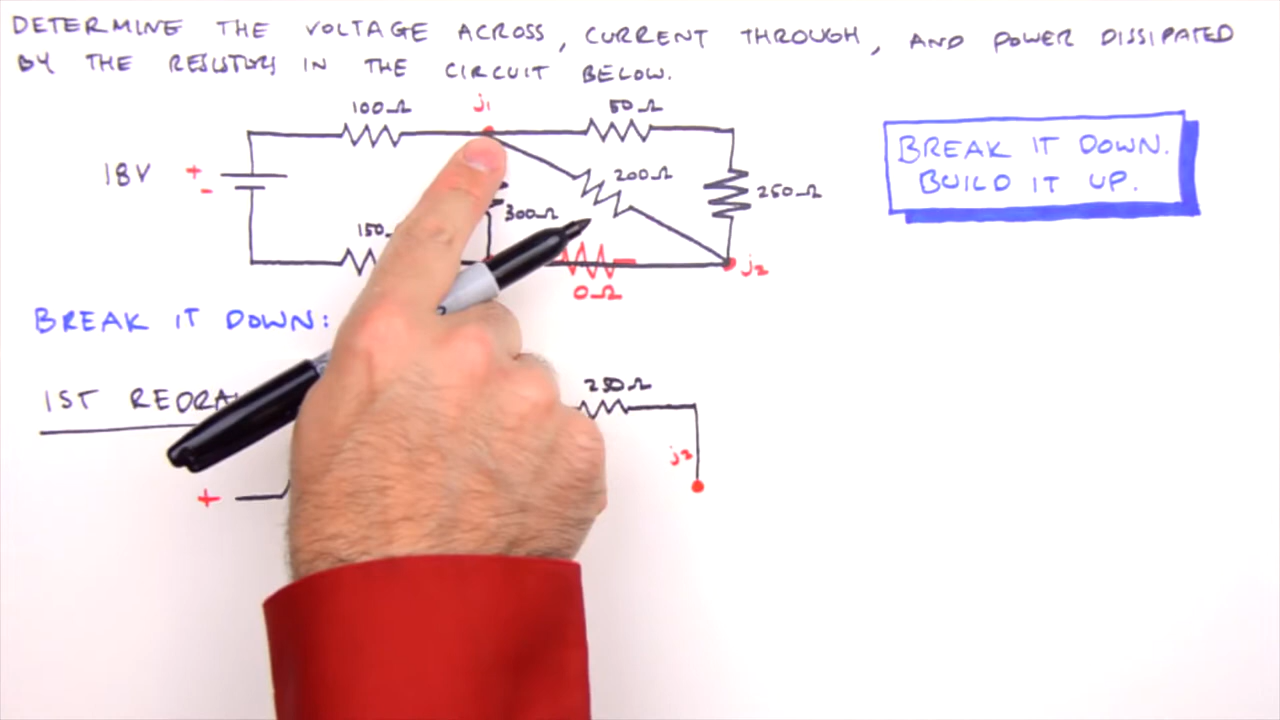 DETERMINE THE VOLTAGE ACROSS, CURRENT THROUGH, AND POWER DISSIPATED
BY THE RESISTORS IN THE CIRCUIT BELOW.
100Ω
j1
50Ω
18V
+
-
200Ω
250Ω
300Ω
150
j2
0Ω
BREAK IT DOWN.
BUILD IT UP.
BREAK IT DOWN:
1ST
250Ω
j2
+